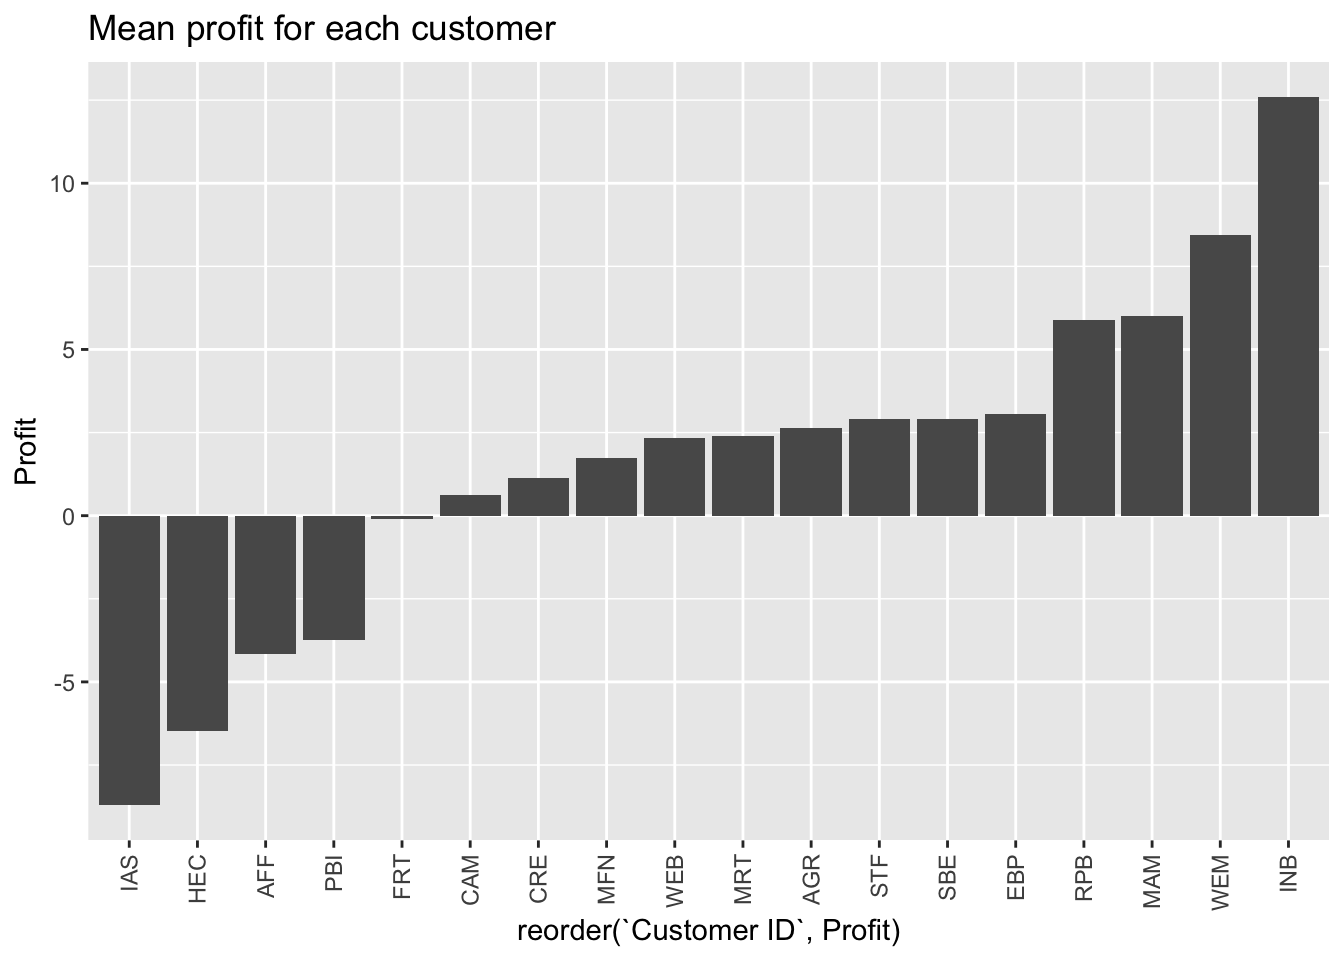 Mean profit for each customer
Profit
10
5
0
-5
IAS HEC AFF PBI FRT CAM CRE MFN WEB MRT AGR STF SBE EBP RPB MAM WEM INB
reorder(`Customer ID`, Profit)